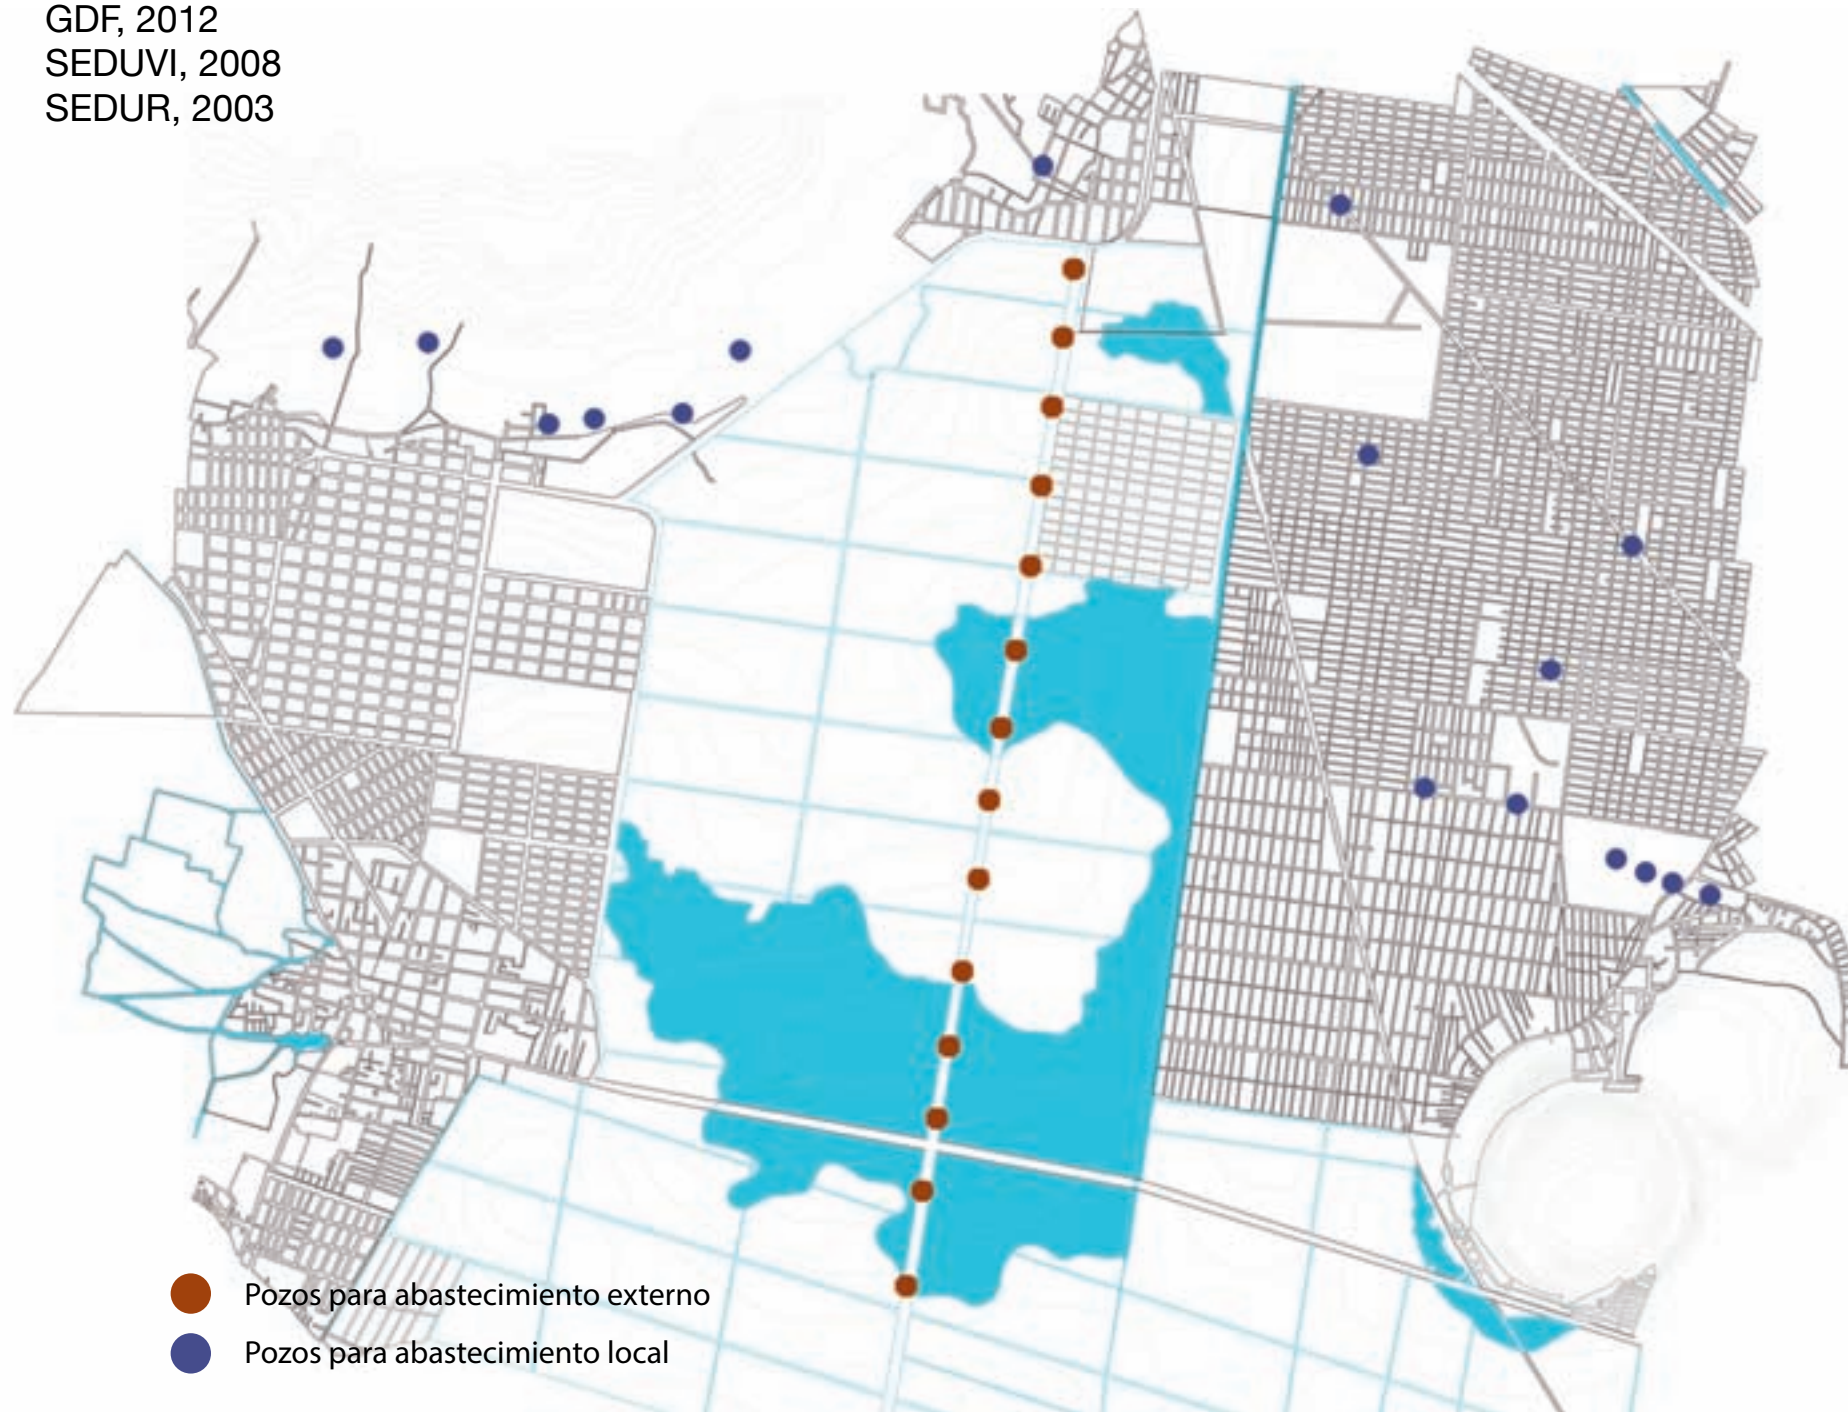 GDF, 2012
SEDUVI, 2008
SEDUR, 2003
Pozos para abastecimiento externo
Pozos para abastecimiento local